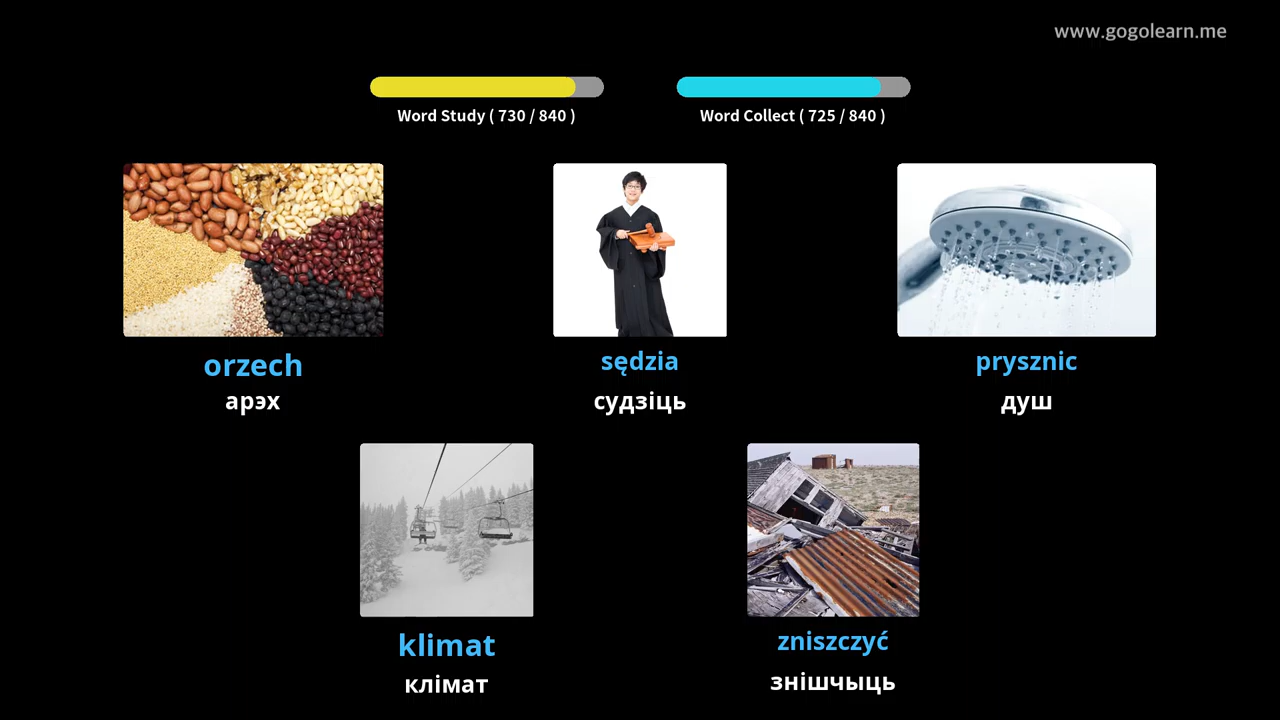 www.gogolearn.me
Word Study ( 730 / 840 )
Word Collect ( 725 / 840 )
orzech
арэх
sędzia
судзіць
prysznic
душ
klimat
клімат
zniszczyć
знішчыць